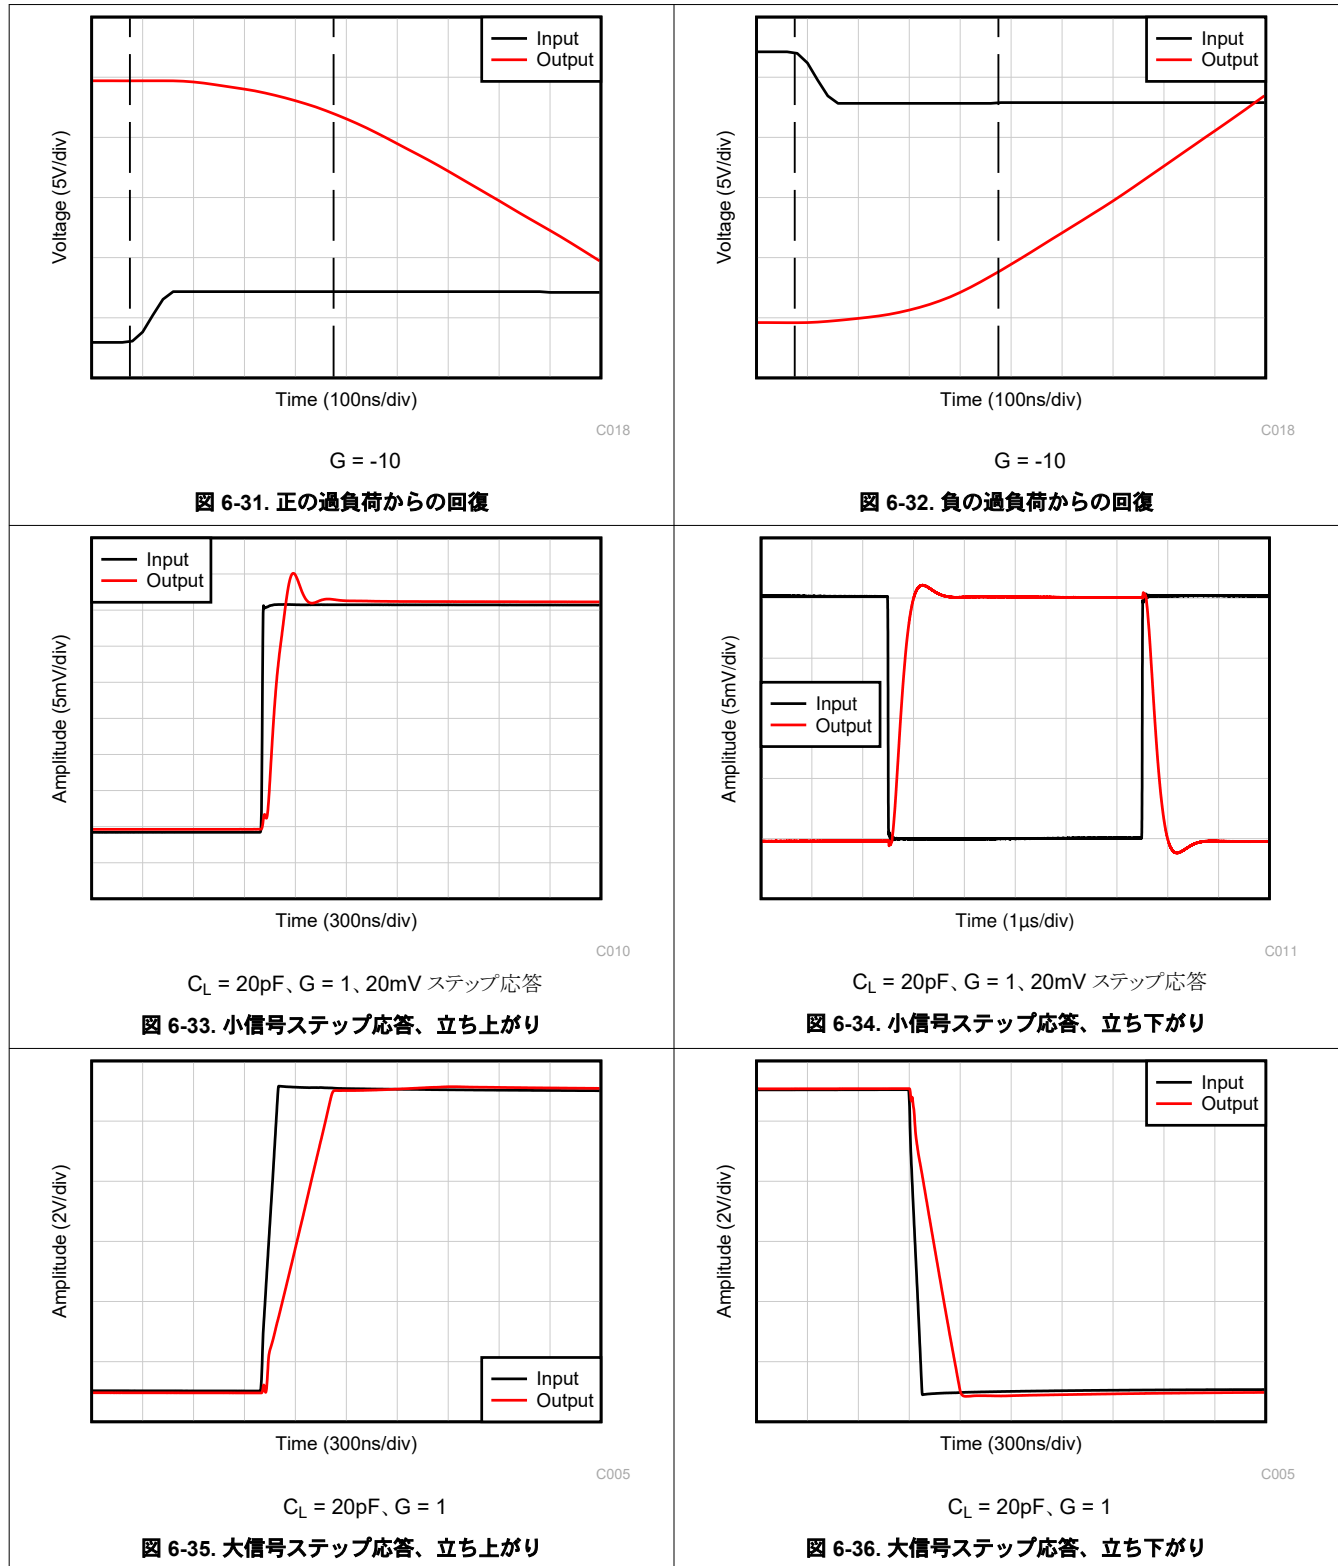 Input
Output
Voltage (5V/div)
Time (100ns/div)
C018
G = -10
図 6-31. 正の過負荷からの回復
Input
Output
Voltage (5V/div)
Time (100ns/div)
C018
G = -10
図 6-32. 負の過負荷からの回復
Input
Output
Amplitude (5mV/div)
Time (300ns/div)
C010
CL = 20pF、G = 1、20mV ステップ応答
図 6-33. 小信号ステップ応答、立ち上がり
Input
Output
Amplitude (5mV/div)
Time (1μs/div)
C011
CL = 20pF、G = 1、20mV ステップ応答
図 6-34. 小信号ステップ応答、立ち下がり
Input
Output
Amplitude (2V/div)
Time (300ns/div)
C005
CL = 20pF、G = 1
図 6-35. 大信号ステップ応答、立ち上がり
Input
Output
Amplitude (2V/div)
Time (300ns/div)
C005
CL = 20pF、G = 1
図 6-36. 大信号ステップ応答、立ち下がり